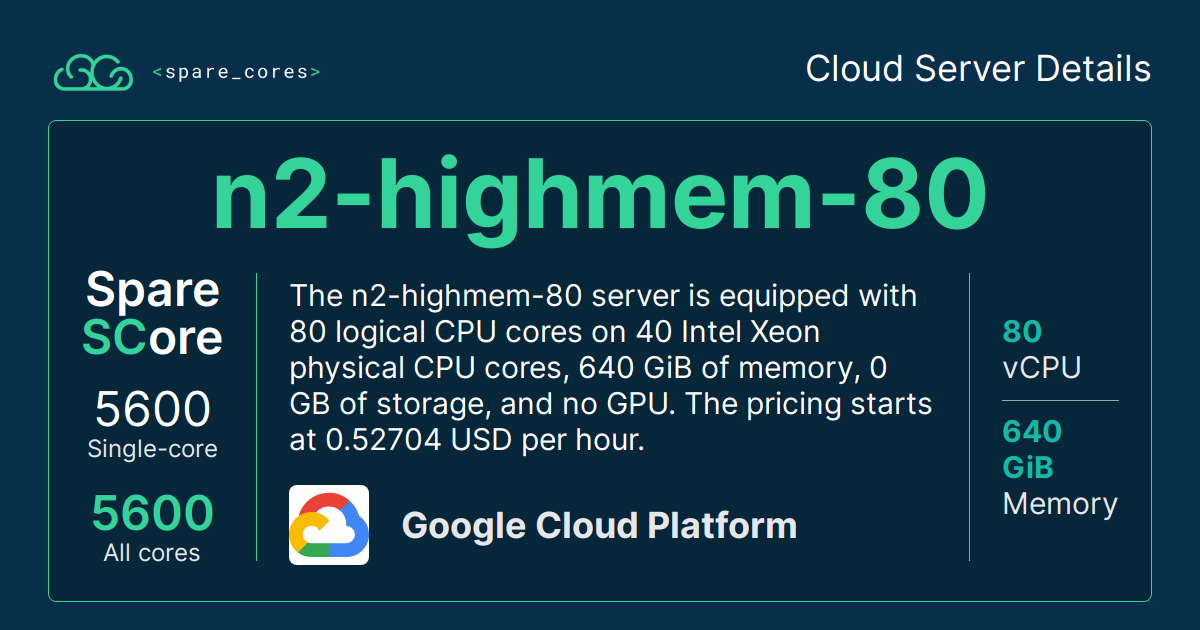 <spare_cores>
Cloud Server Details
n2-highmem-80
Spare
SCore
5600
Single-core
5600
All cores
The n2-highmem-80 server is equipped with
80 logical CPU cores on 40 Intel Xeon
physical CPU cores, 640 GiB of memory, 0
GB of storage, and no GPU. The pricing starts
at 0.52704 USD per hour.
Google Cloud Platform
80
vCPU
640
GiB
Memory